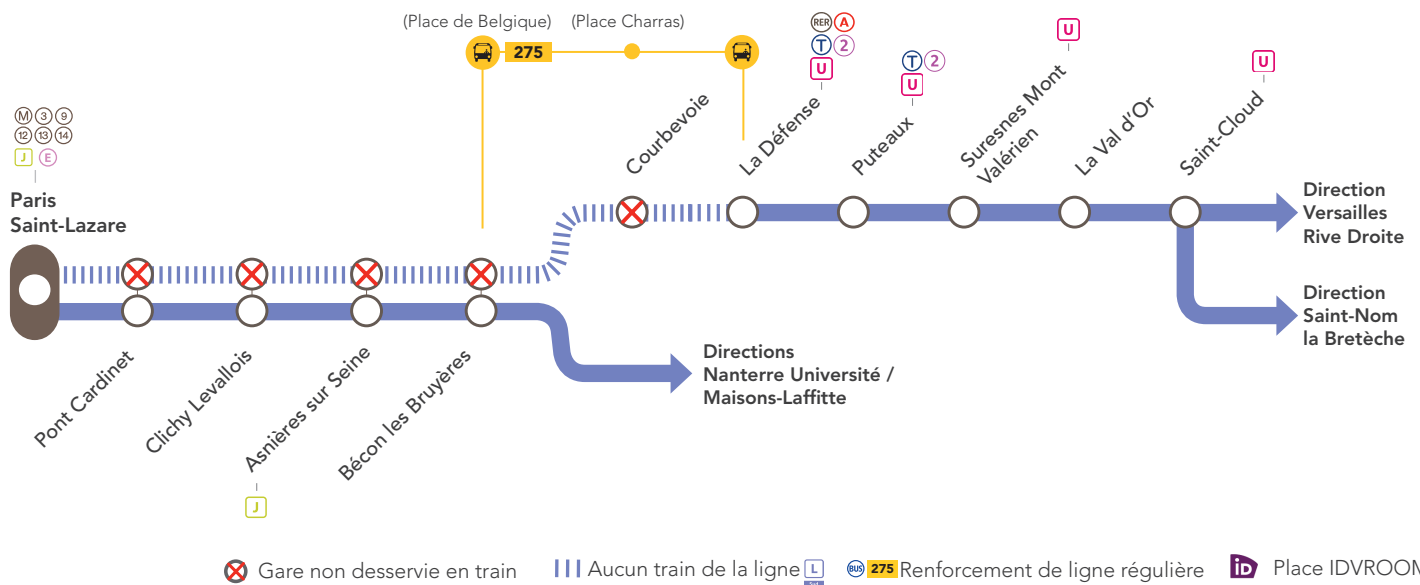 (Place de Belgique) (Place Charras)
275
RER A
T 2
U
T 2
U
U
U
M 3 9
12 13 14
J E
Paris
Saint-Lazare
Courbevoie
La Défense
Puteaux
Suresnes Mont
Valérien
La Val d'Or
Saint-Cloud
Direction
Versailles
Rive Droite
Direction
Saint-Nom
la Bretèche
Directions
Nanterre Université /
Maisons-Laffitte
Pont Cardinet
Clichy Levallois
Asnières sur Seine
Bécon les Bruyères
J
Gare non desservie en train
Aucun train de la ligne L
BUS 275 Renforcement de ligne régulière
iD Place IDVROOM